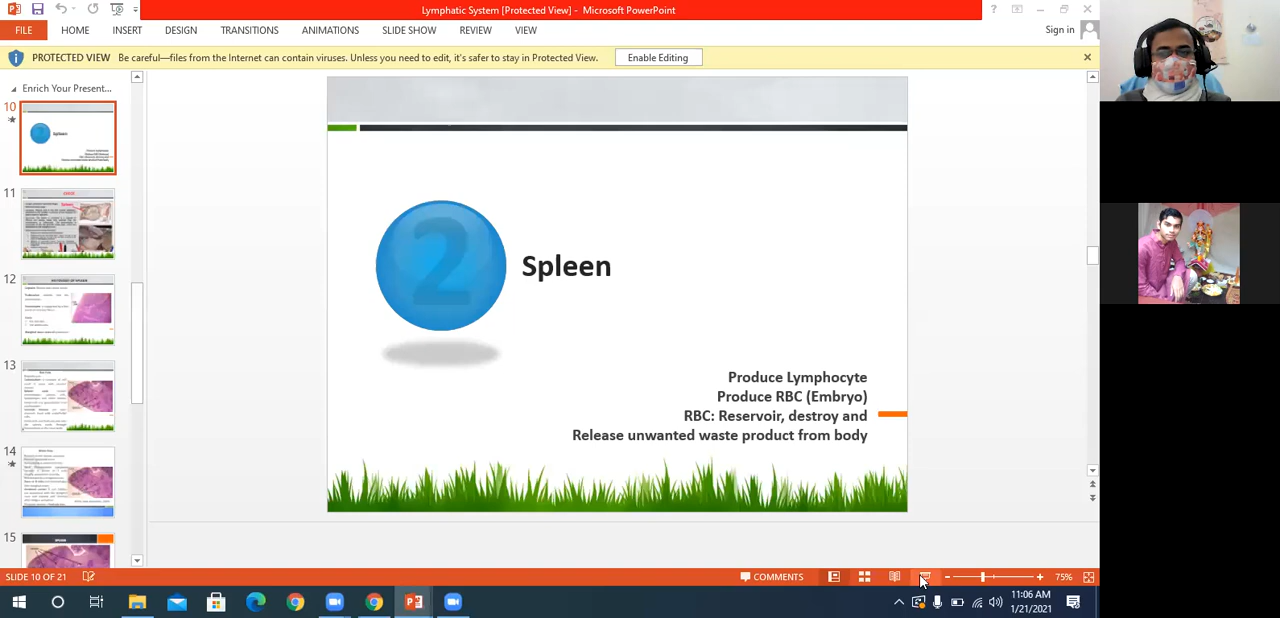 Lymphatic System [Protected View] - Microsoft PowerPoint
FILE HOME INSERT DESIGN TRANSITIONS ANIMATIONS SLIDE SHOW REVIEW VIEW Sign in
PROTECTED VIEW Be careful—files from the Internet can contain viruses. Unless you need to edit, it's safer to stay in Protected View. Enable Editing
Enrich Your Present...
10
Spleen
11
12
13
14
15
2
Spleen
Produce Lymphocyte
Produce RBC (Embryo)
RBC: Reservoir, destroy and
Release unwanted waste product from body
SLIDE 10 OF 21 COMMENTS 75%
11:06 AM
1/21/2021